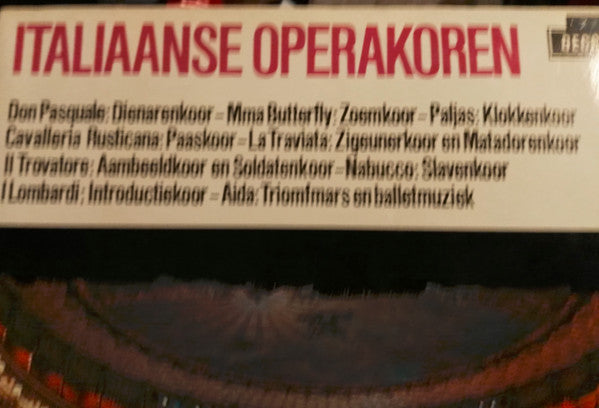 ITALIAANSE OPERAKOREN
Don Pasquale: Dienarenkoor - Mma Butterfly: Zoemkoor - Paljas: Klokkenkoor
Cavalleria Rusticana: Paaskoor - La Traviata: Zigeunerkoor en Matadorenkoor
Il Trovatore: Aambeeldkoor en Soldatenkoor - Nabucco: Slavenkoor
I Lombardi: Introductiekoor - Aida: Triomfmars en balletmuziek